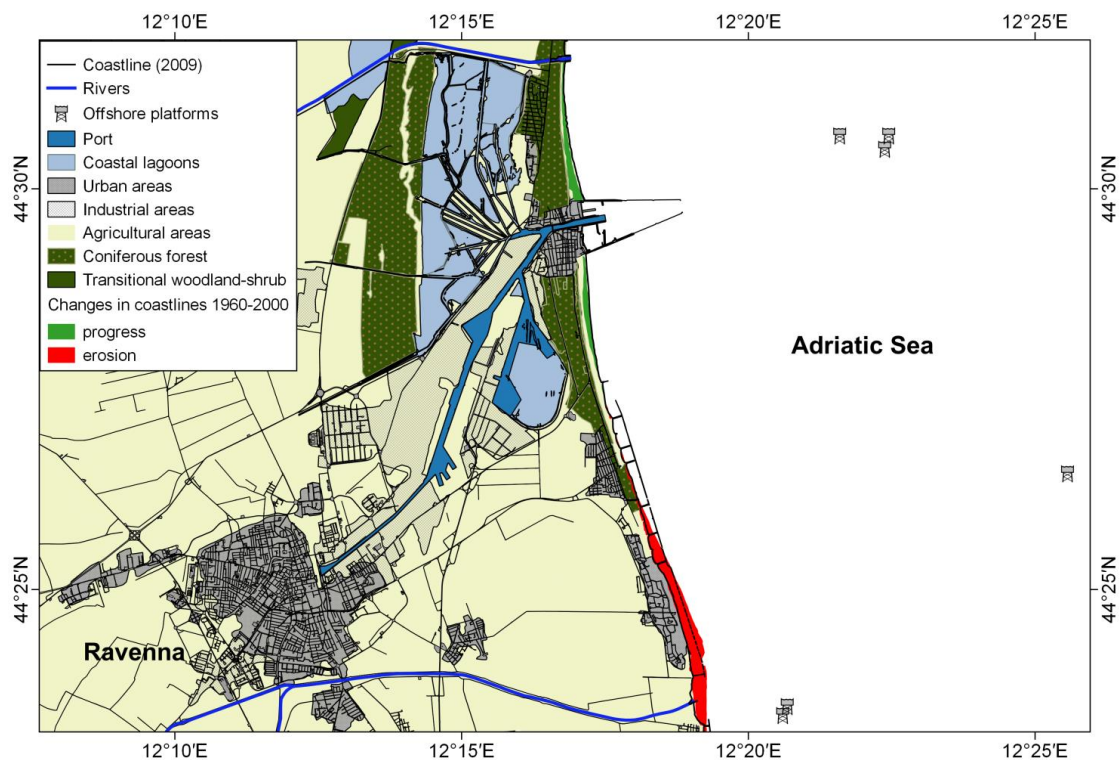 12°10′E 12°15′E 12°20′E 12°25′E
Coastline (2009)
Rivers
Offshore platforms
Port
Coastal lagoons
Urban areas
Industrial areas
Agricultural areas
Coniferous forest
Transitional woodland-shrub
Changes in coastlines 1960-2000
progress
erosion
44°30′N 44°30′N
Adriatic Sea
44°25′N 44°25′N
Ravenna
12°10′E 12°15′E 12°20′E 12°25′E